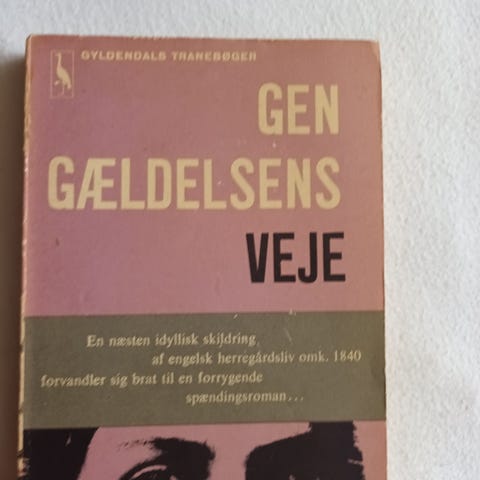 GYLDENDALS TRANEBØGER
GEN
GÆLDELSENS
VEJE
En næsten idyllisk skildring
af engelsk herregårdsliv omk. 1840
forvandler sig brat til en forrygende
spændingsroman...